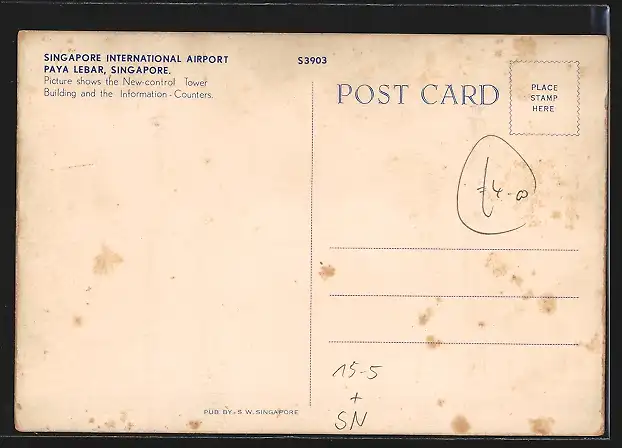 SINGAPORE INTERNATIONAL AIRPORT
PAYA LEBAR, SINGAPORE.
Picture shows the New-control Tower
Building and the Information-Counters.
S3903
POST CARD
PLACE
STAMP
HERE
15-5
+
SN
PUB. BY: S. W. SINGAPORE